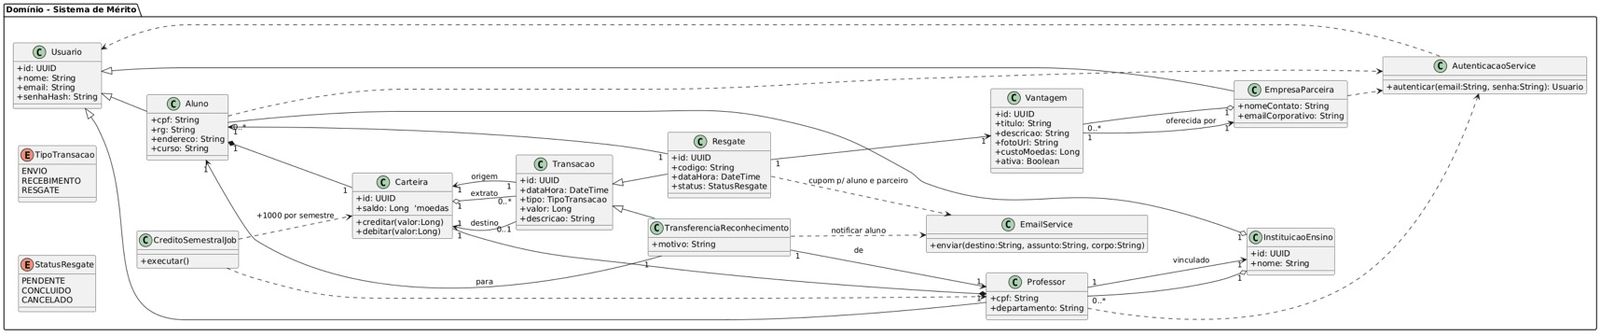 Domínio - Sistema de Mérito
C Usuario
+id: UUID
+nome: String
+email: String
+senhaHash: String
E TipoTransacao
ENVIO
RECEBIMENTO
RESGATE
E StatusResgate
PENDENTE
CONCLUIDO
CANCELADO
C Aluno
+cpf: String
+rg: String
+endereco: String
+curso: String
0..*
1
1
C CreditoSemestralJob
+executar()
+1000 por semestre
C Carteira
+id: UUID
+saldo: Long 'moedas
+creditar(valor:Long)
+debitar(valor:Long)
1
1
1
1
1
origem
1
extrato
0..*
destino
0..1
C Transacao
+id: UUID
+dataHora: DateTime
+tipo: TipoTransacao
+valor: Long
+descricao: String
para
C Resgate
+id: UUID
+codigo: String
+dataHora: DateTime
+status: StatusResgate
1
1
C TransferenciaReconhecimento
+motivo: String
1
1
cupom p/ aluno e parceiro
notificar aluno
de
C EmailService
+enviar(destino:String, assunto:String, corpo:String)
C Vantagem
+id: UUID
+titulo: String
+descricao: String
+fotoUrl: String
+custoMoedas: Long
+ativa: Boolean
1
0..*
1
oferecida por
1
1
C Professor
+cpf: String
+departamento: String
1
1
1
0..*
vinculado
C EmpresaParceira
+nomeContato: String
+emailCorporativo: String
C InstituicaoEnsino
+id: UUID
+nome: String
1
1
1
C AutenticacaoService
+autenticar(email:String, senha:String): Usuario